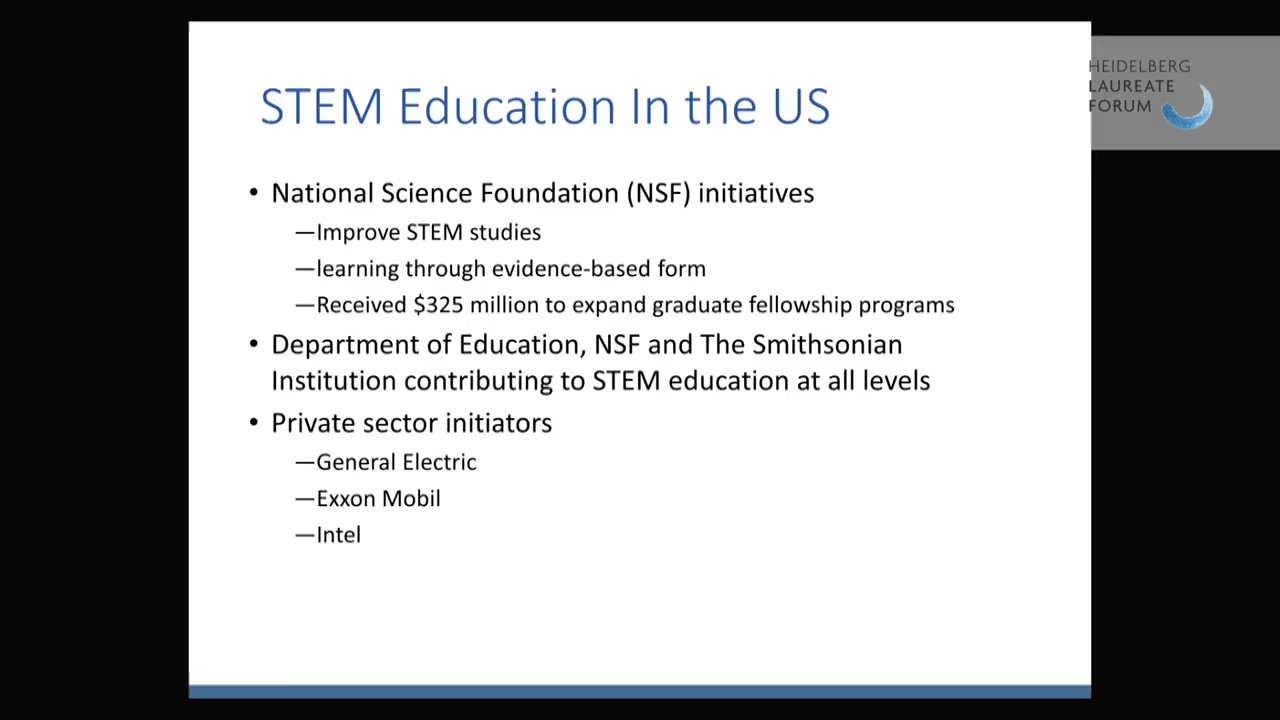 STEM Education In the US
HEIDELBERG
LAUREATE
FORUM
• National Science Foundation (NSF) initiatives
—Improve STEM studies
—learning through evidence-based form
—Received $325 million to expand graduate fellowship programs
• Department of Education, NSF and The Smithsonian
Institution contributing to STEM education at all levels
• Private sector initiators
—General Electric
—Exxon Mobil
—Intel